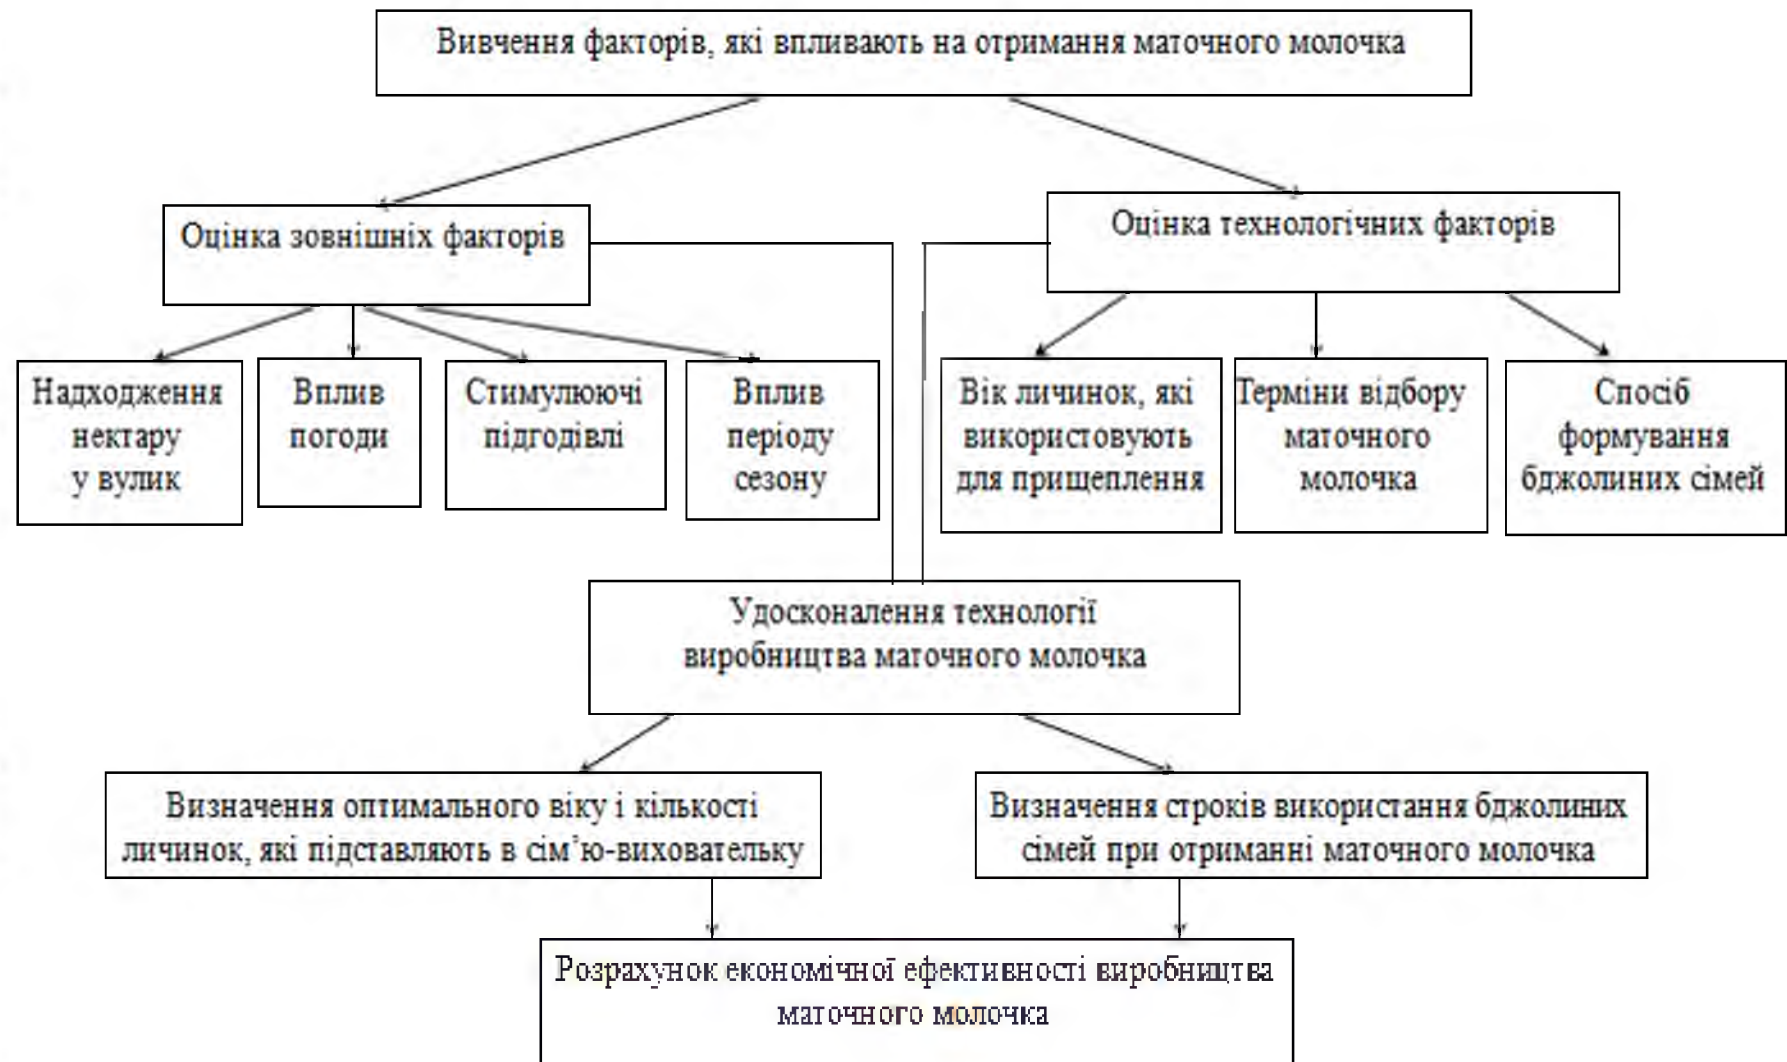 Вивчення факторів, які впливають на отримання маточного молочка
Оцінка зовнішніх факторів
Оцінка технологічних факторів
Надходження
нектару
у вулик
Вплив
погоди
Стимулюючі
підгодівлі
Вплив
періоду
сезону
Вік личинок, які
використовують
для прищеплення
Терміни відбору
маточного
молочка
Спосіб
формування
бджолиних сімей
Удосконалення технології
виробництва маточного молочка
Визначення оптимального віку і кількості
личинок, які підставляють в сім’ю-виховательку
Визначення строків використання бджолиних
сімей при отриманні маточного молочка
Розрахунок економічної ефективності виробництва
маточного молочка